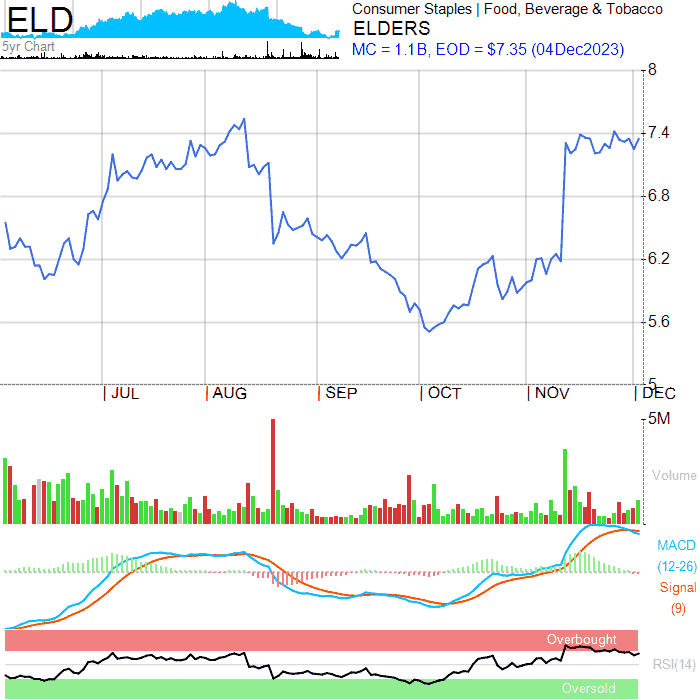 ELD
5yr Chart
Consumer Staples | Food, Beverage & Tobacco
ELDERS
MC = 1.1B, EOD = $7.35 (04Dec2023)
8
7.4
6.8
6.2
5.6
5
JUL AUG SEP OCT NOV DEC
5M
Volume
MACD
(12-26)
Signal
(9)
Overbought
RSI(14)
Oversold